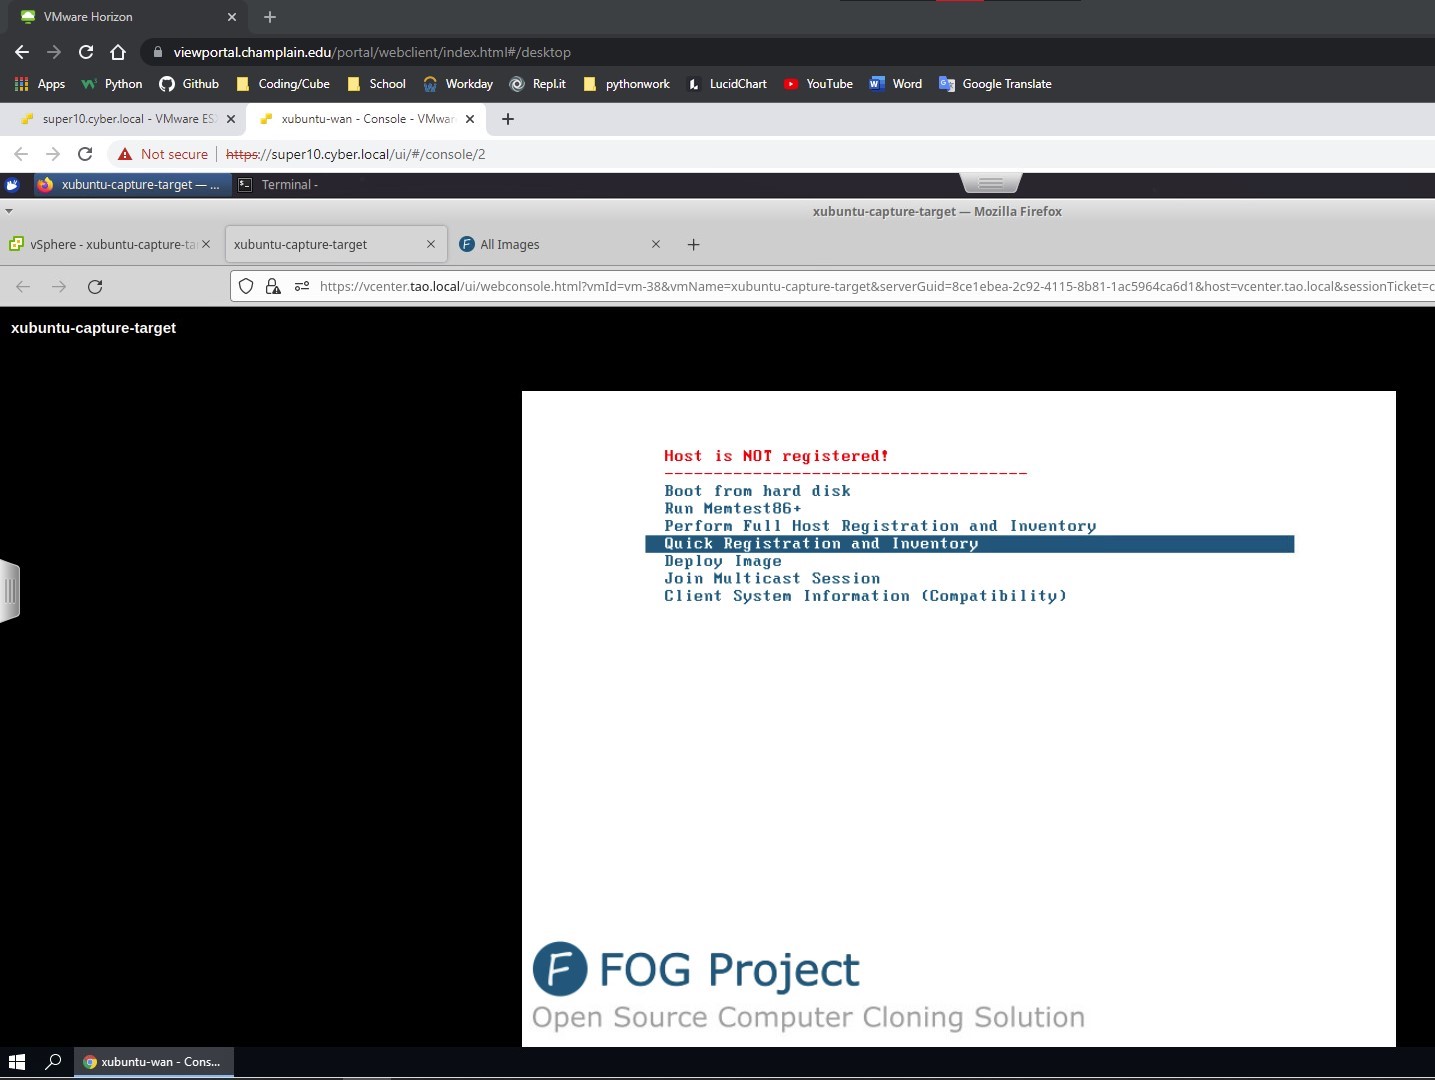 VMware Horizon
viewportal.champlain.edu/portal/webclient/index.html#/desktop
Apps Python Github Coding/Cube School Workday Repl.it pythonwork LucidChart YouTube Word Google Translate
super10.cyber.local - VMware ES xubuntu-wan - Console - VMwar
Not secure https://super10.cyber.local/ui/#/console/2
xubuntu-capture-target — ... Terminal -
xubuntu-capture-target — Mozilla Firefox
vSphere - xubuntu-capture-ta xubuntu-capture-target All Images
https://vcenter.tao.local/ui/webconsole.html?vmId=vm-38&vmName=xubuntu-capture-target&serverGuid=8ce1ebea-2c92-4115-8b81-1ac5964ca6d1&host=vcenter.tao.local&sessionTicket=c
xubuntu-capture-target
Host is NOT registered!
-------------------------------------
Boot from hard disk
Run Memtest86+
Perform Full Host Registration and Inventory
Quick Registration and Inventory
Deploy Image
Join Multicast Session
Client System Information (Compatibility)
F FOG Project
Open Source Computer Cloning Solution
xubuntu-wan - Cons...